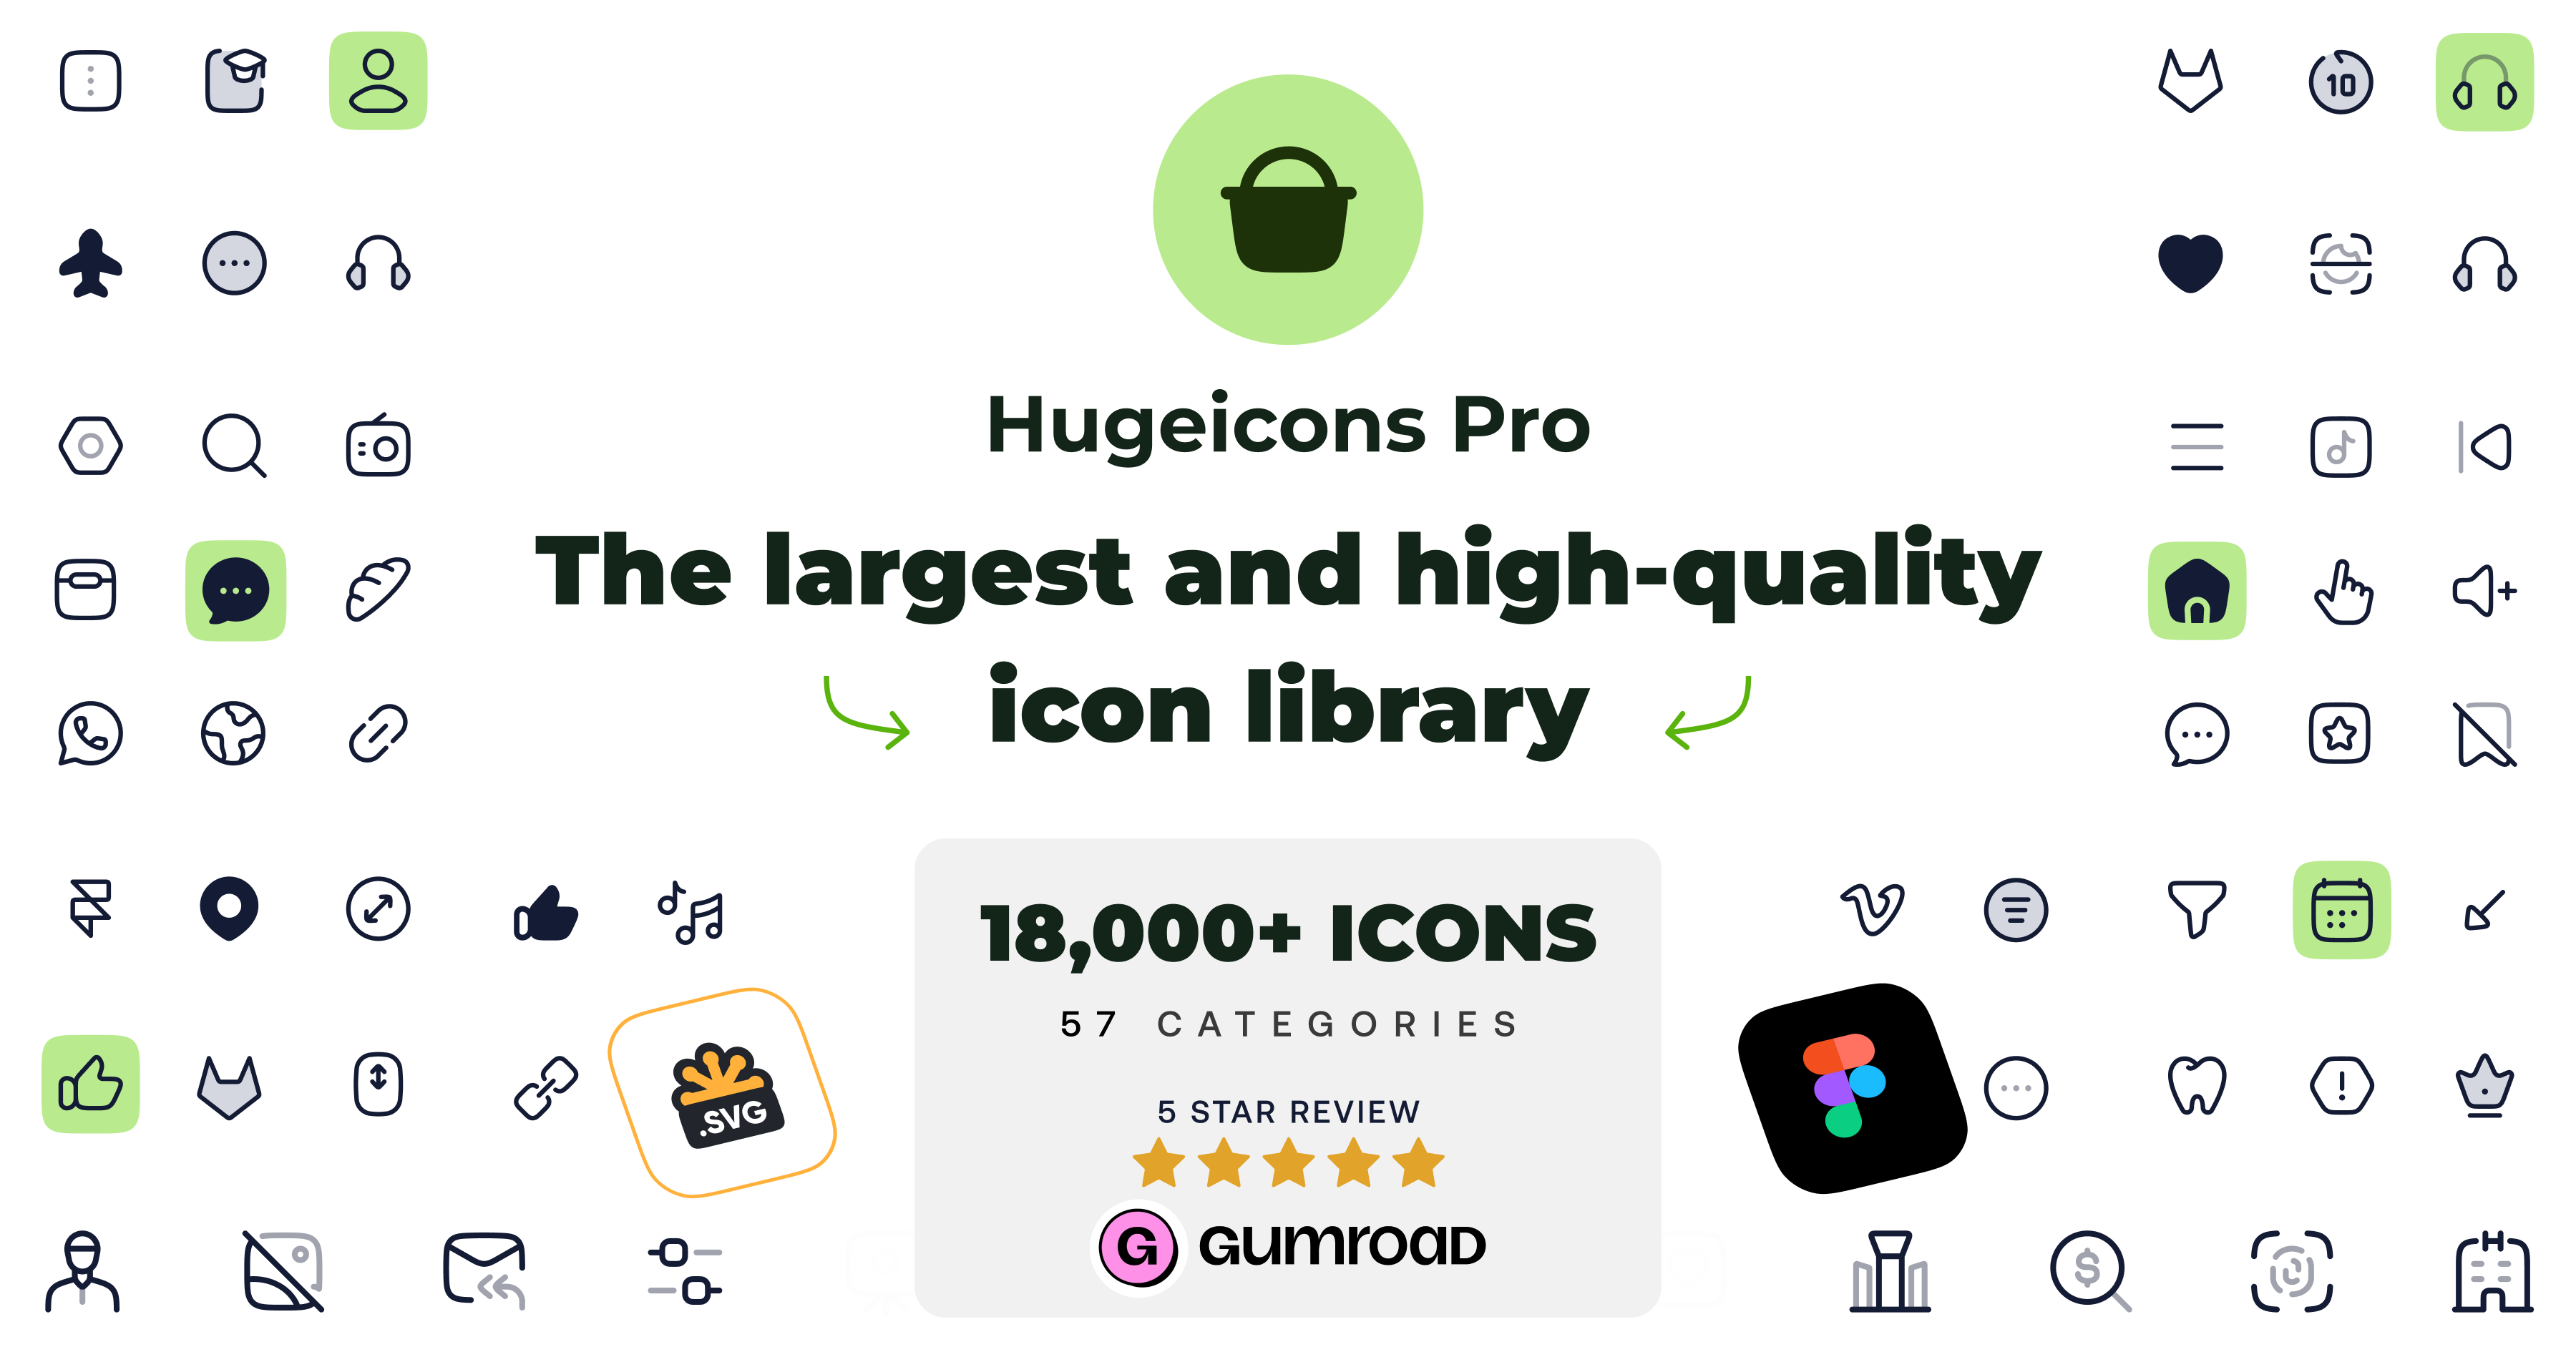 10
Hugeicons Pro
The largest and high-quality
icon library
18,000+ ICONS
57 CATEGORIES
.SVG
5 STAR REVIEW
G GUMROAD
$